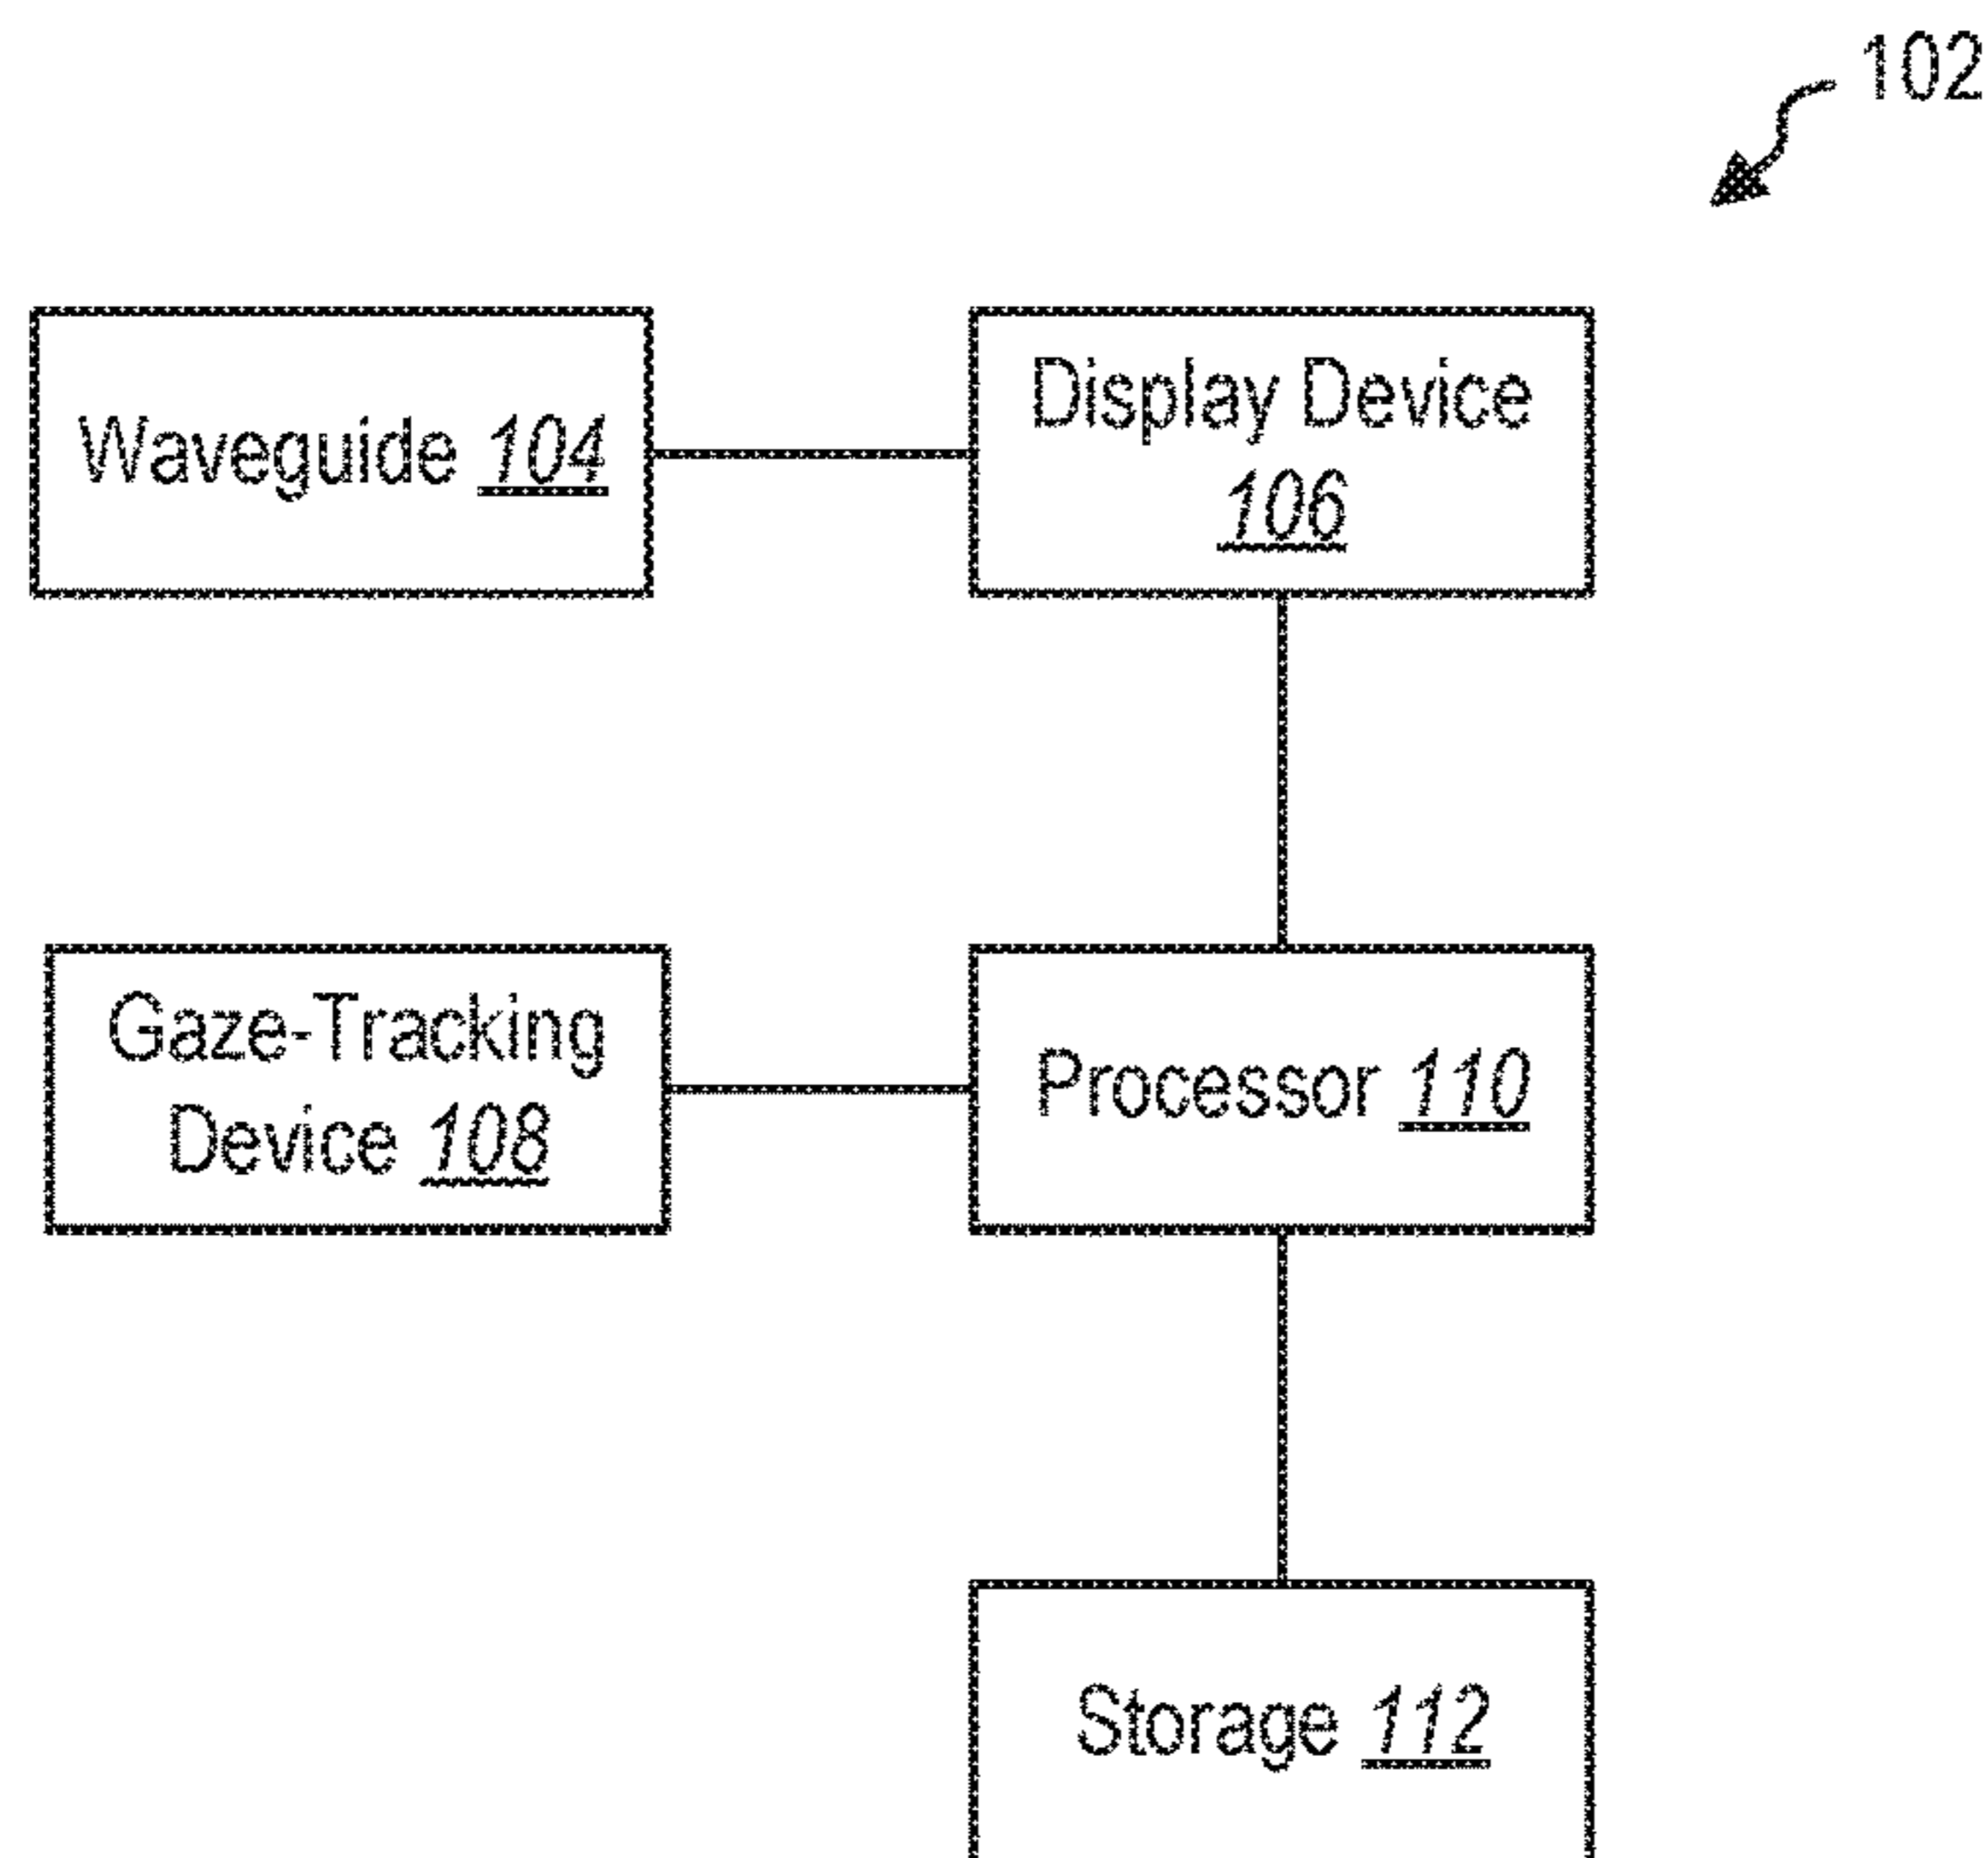 102
Waveguide 104
Display Device
106
Gaze-Tracking
Device 108
Processor 110
Storage 112